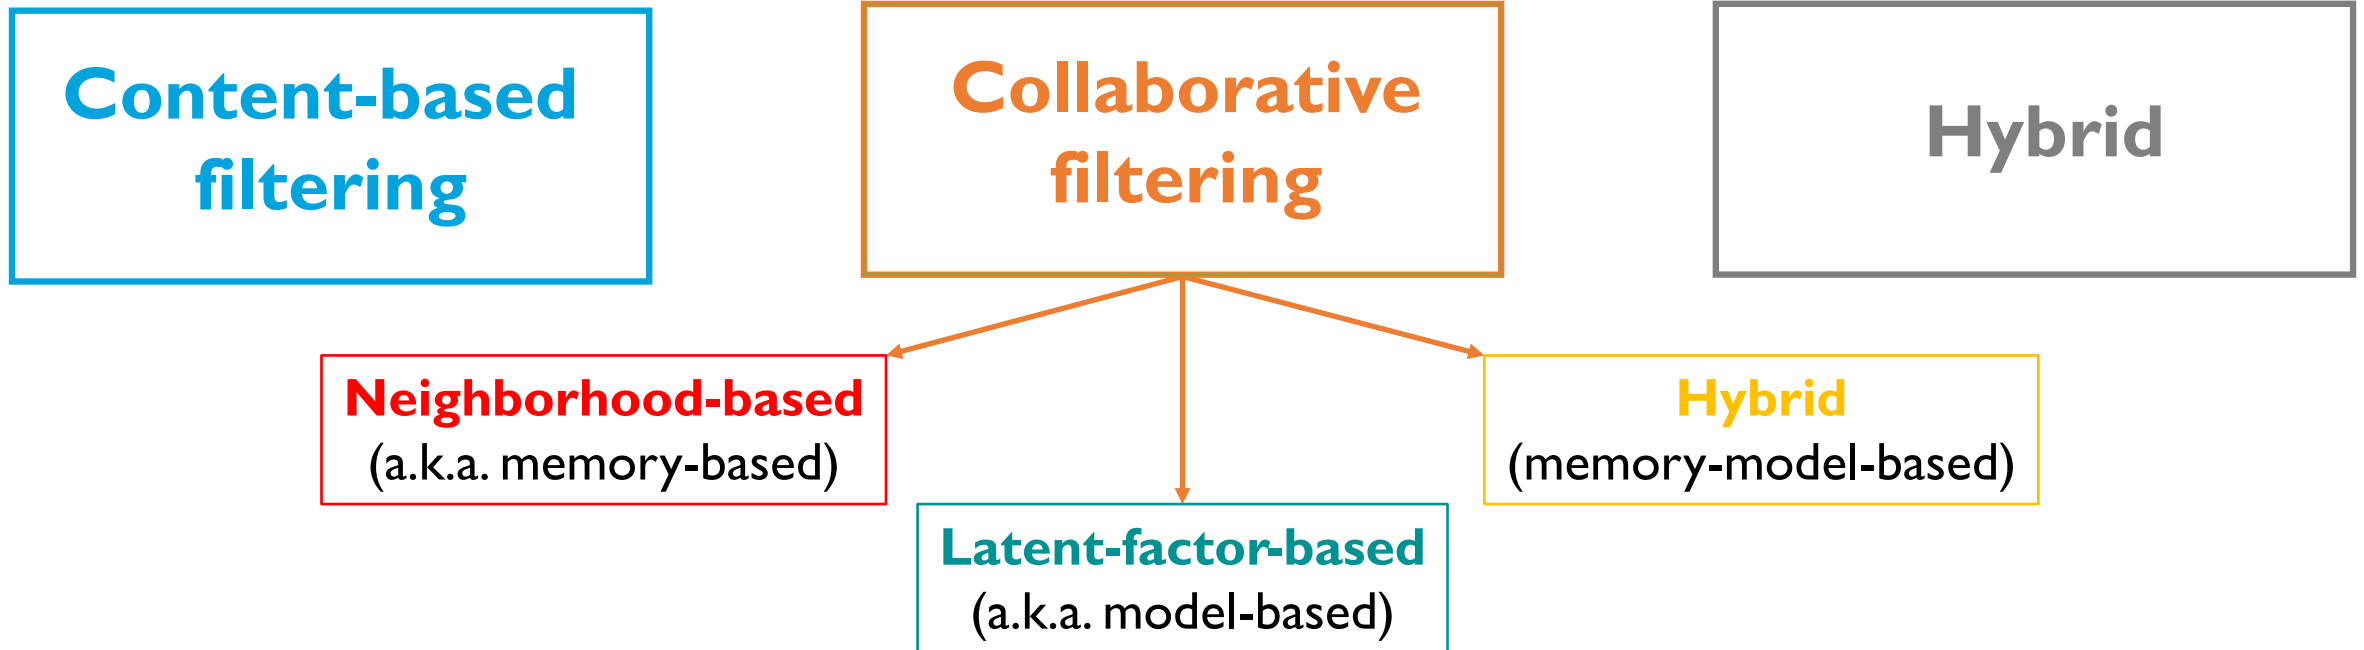 Content-based
filtering
Collaborative
filtering
Hybrid
Neighborhood-based
(a.k.a. memory-based)
Latent-factor-based
(a.k.a. model-based)
Hybrid
(memory-model-based)